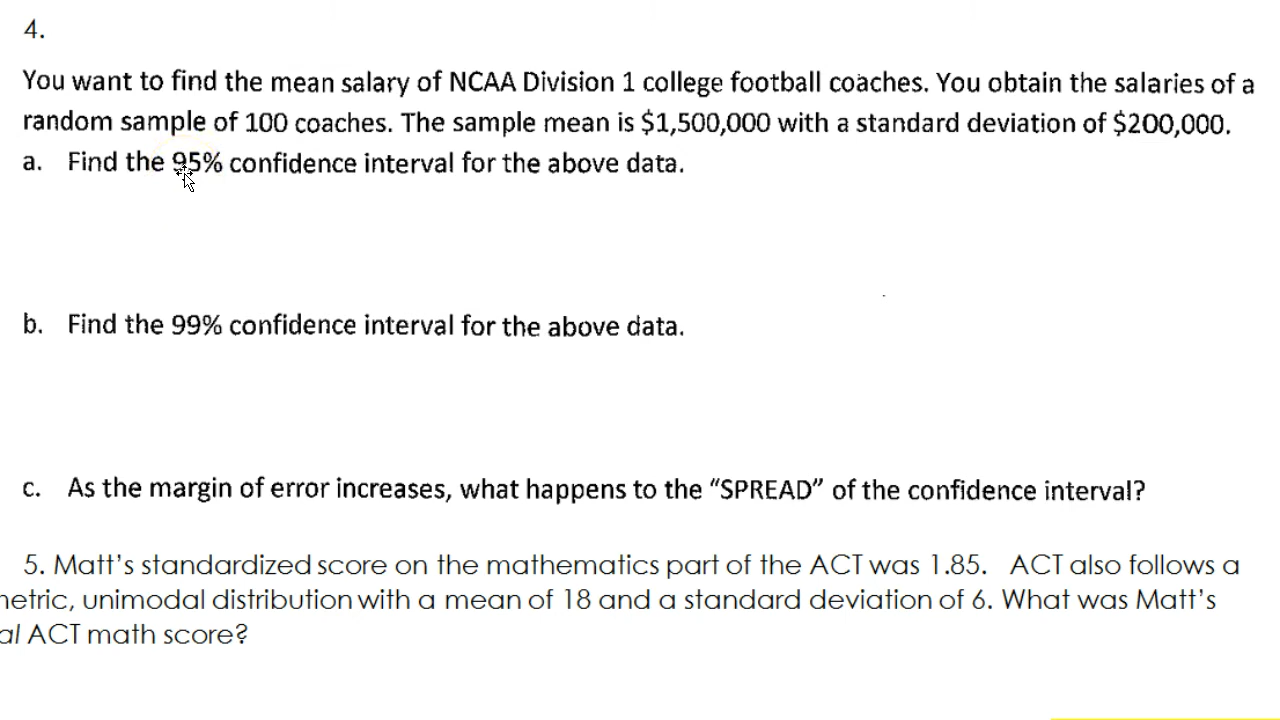 4.
You want to find the mean salary of NCAA Division 1 college football coaches. You obtain the salaries of a
random sample of 100 coaches. The sample mean is $1,500,000 with a standard deviation of $200,000.
a. Find the 95% confidence interval for the above data.
b. Find the 99% confidence interval for the above data.
c. As the margin of error increases, what happens to the “SPREAD” of the confidence interval?
5. Matt’s standardized score on the mathematics part of the ACT was 1.85. ACT also follows a
unimodal distribution with a mean of 18 and a standard deviation of 6. What was Matt’s
ACT math score?